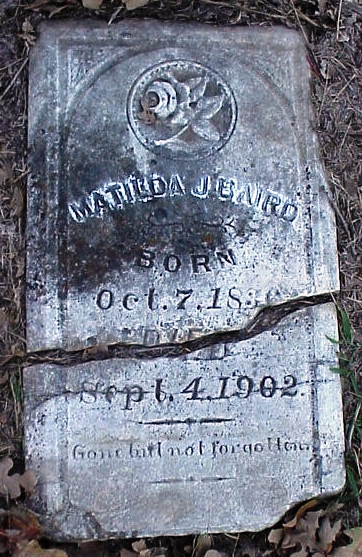 MATILDA J. BAIRD
BORN
Oct. 7. 183
DIED
Sept. 4. 1902.
Gone but not forgotten.